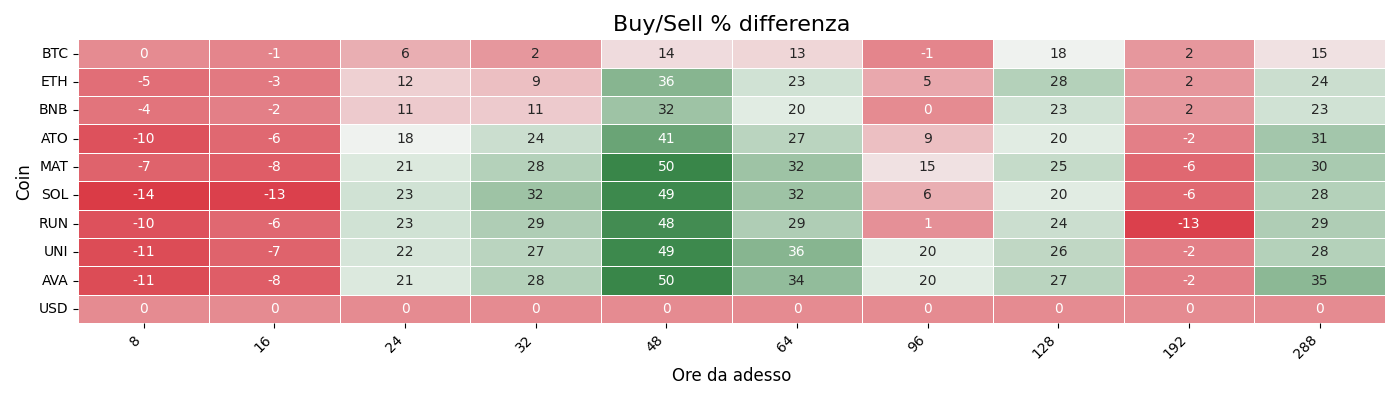 Buy/Sell % differenza
Coin
BTC 0 -1 6 2 14 13 -1 18 2 15
ETH -5 -3 12 9 36 23 5 28 2 24
BNB -4 -2 11 11 32 20 0 23 2 23
ATO -10 -6 18 24 41 27 9 20 -2 31
MAT -7 -8 21 28 50 32 15 25 -6 30
SOL -14 -13 23 32 49 32 6 20 -6 28
RUN -10 -6 23 29 48 29 1 24 -13 29
UNI -11 -7 22 27 49 36 20 26 -2 28
AVA -11 -8 21 28 50 34 20 27 -2 35
USD 0 0 0 0 0 0 0 0 0 0
8 16 24 32 48 64 96 128 192 288
Ore da adesso